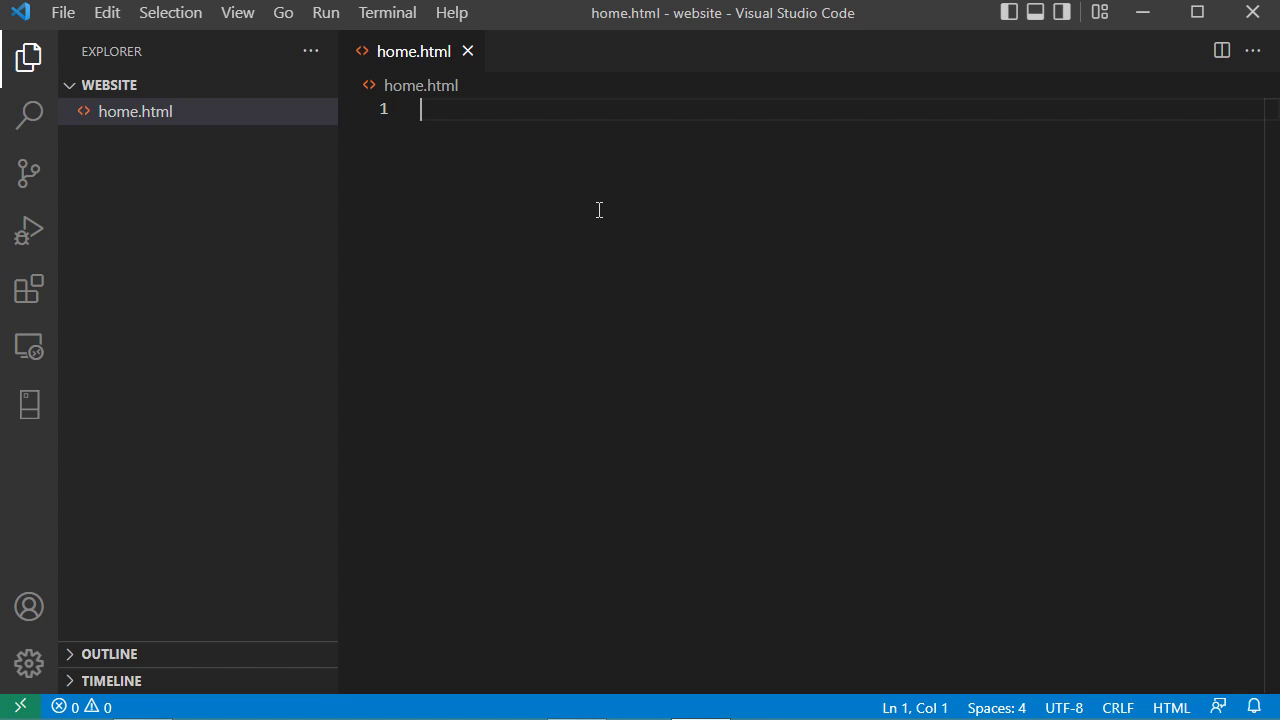 File Edit Selection View Go Run Terminal Help home.html - website - Visual Studio Code
EXPLORER
WEBSITE
home.html
OUTLINE
TIMELINE
home.html
home.html
1
0 0 Ln 1, Col 1 Spaces: 4 UTF-8 CRLF HTML